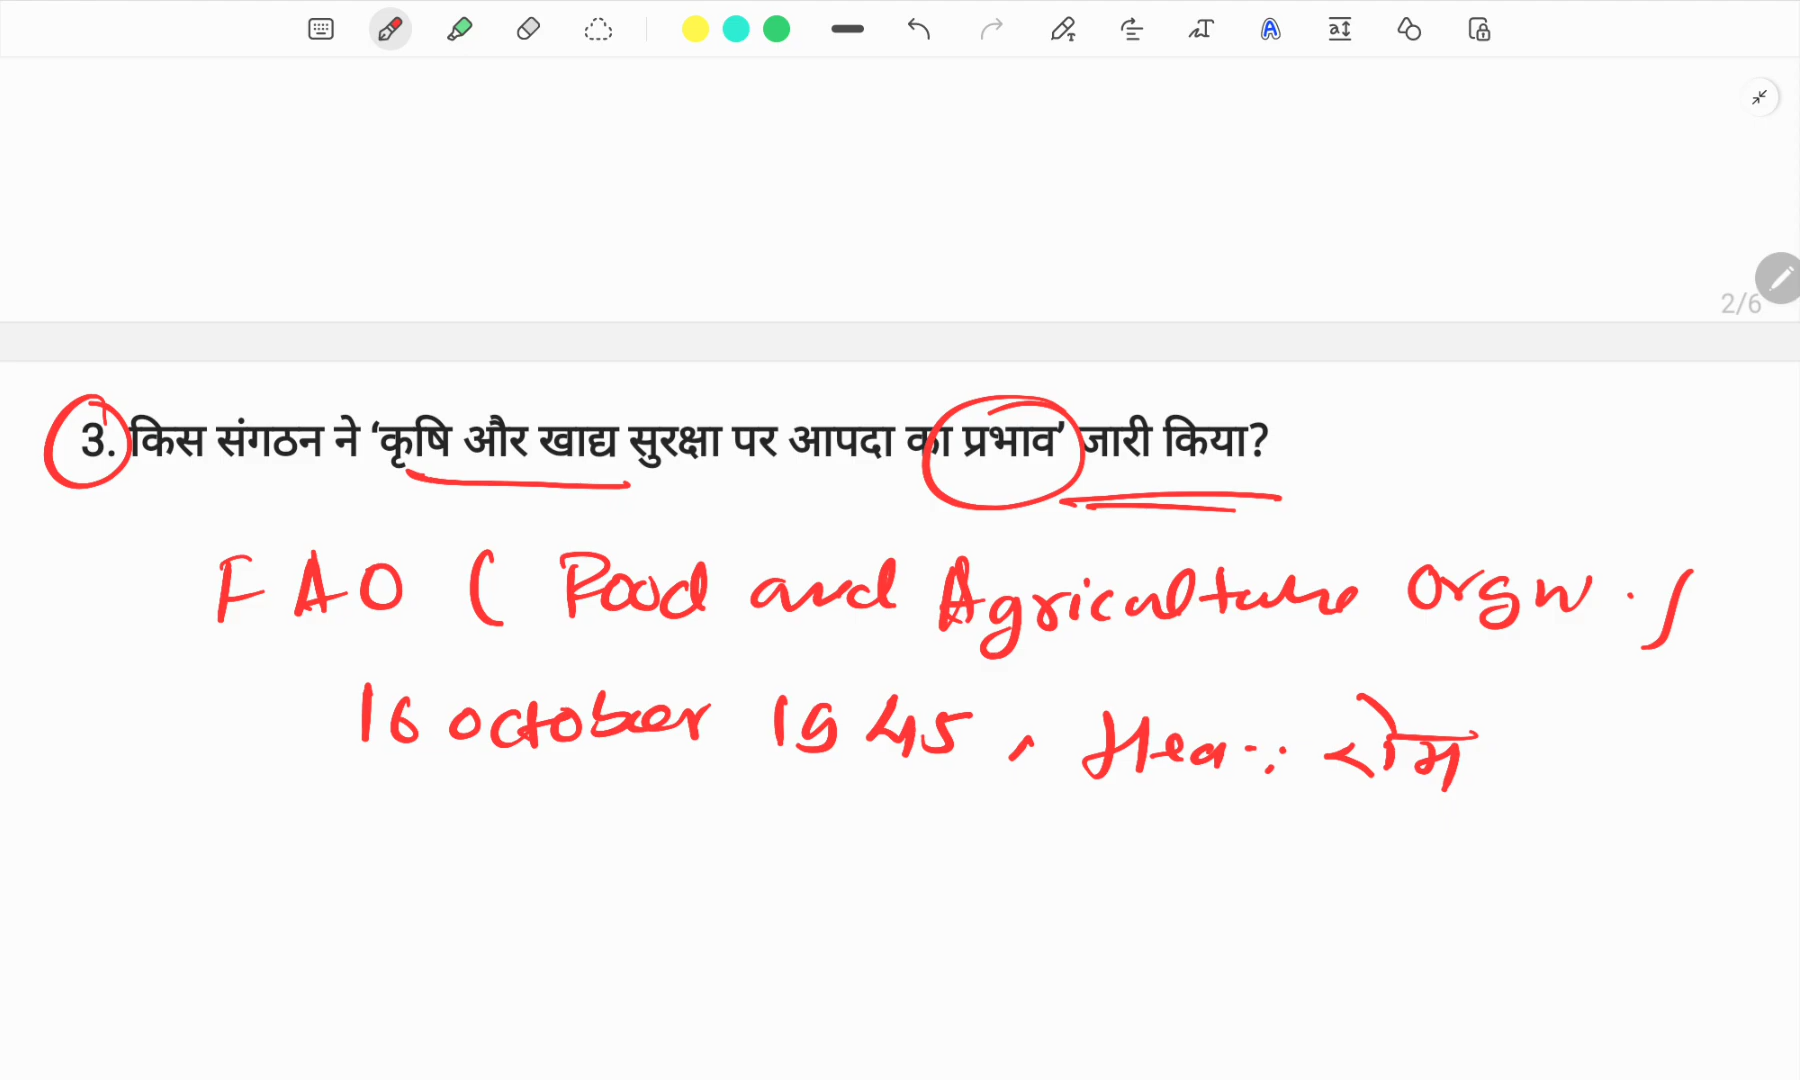 2/6
3. किस संगठन ने ‘कृषि और खाद्य सुरक्षा पर आपदा का प्रभाव’ जारी किया?
FAO ( Food and Agriculture Orgn . )
16 october 1945 , Hea-: रोम